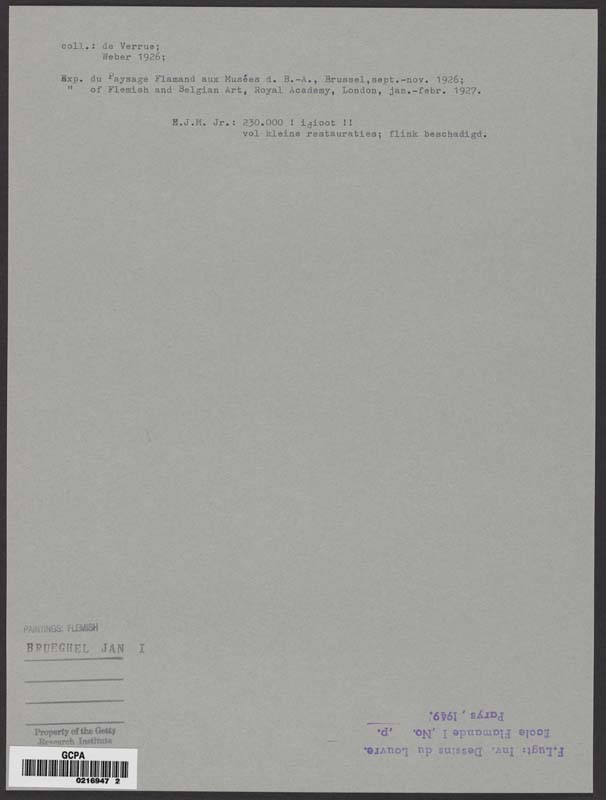 coll.: de Verrue;
Weber 1926;
Exp. du Paysage Flamand aux Musées d. B.-A., Brussel,sept.-nov. 1926;
" of Flemish and Belgian Art, Royal Academy, London, jan.-febr. 1927.
E.J.M. Jr.: 230.000 ! idioot !!
vol kleine restauraties; flink beschadigd.
PAINTINGS: FLEMISH
BRUEGHEL JAN I
Property of the Getty
Research Institute
GCPA
0216947 2
F.Lugt: Inv. Dessins du Louvre.
Ecole Flamande I ,No. ,p.
Parys, 1949.